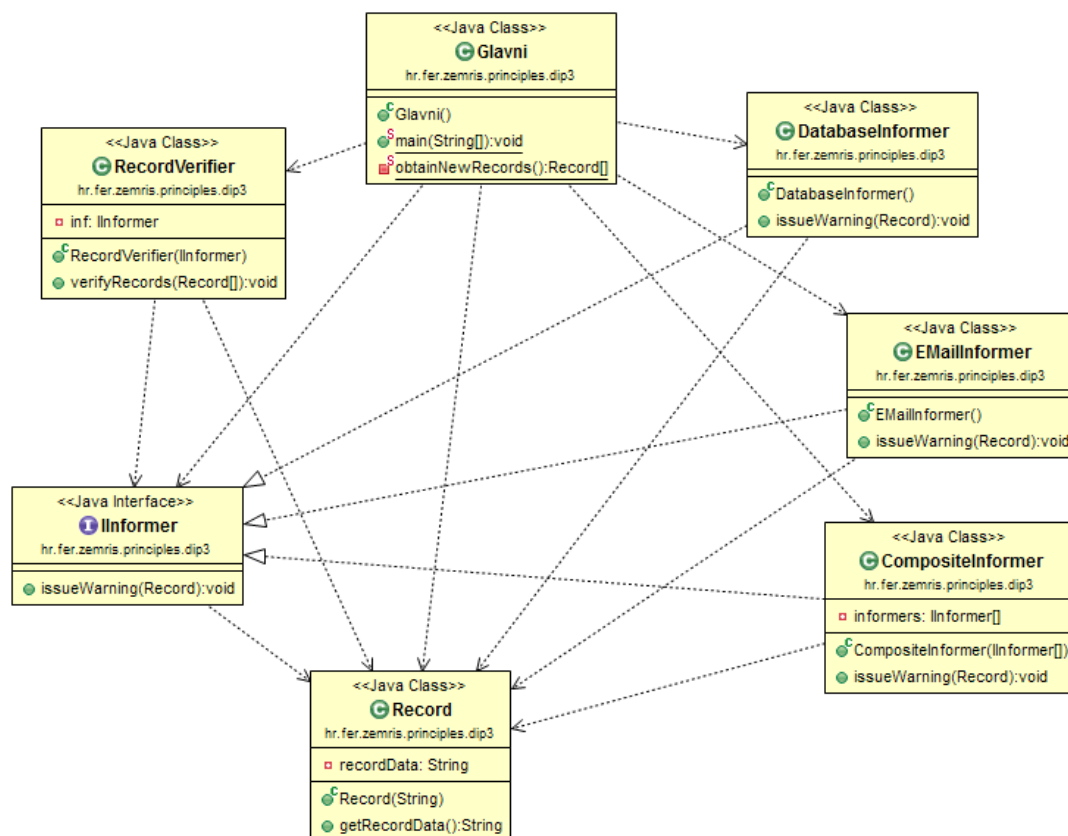 <<Java Class>>
Glavni
hr.fer.zemris.principles.dip3
Glavni()
main(String[]):void
obtainNewRecords():Record[]
<<Java Class>>
DatabaseInformer
hr.fer.zemris.principles.dip3
DatabaseInformer()
issueWarning(Record):void
<<Java Class>>
RecordVerifier
hr.fer.zemris.principles.dip3
inf: IInformer
RecordVerifier(IInformer)
verifyRecords(Record[]):void
<<Java Class>>
EMailInformer
hr.fer.zemris.principles.dip3
EMailInformer()
issueWarning(Record):void
<<Java Interface>>
IInformer
hr.fer.zemris.principles.dip3
issueWarning(Record):void
<<Java Class>>
CompositeInformer
hr.fer.zemris.principles.dip3
informers: IInformer[]
CompositeInformer(IInformer[])
issueWarning(Record):void
<<Java Class>>
Record
hr.fer.zemris.principles.dip3
recordData: String
Record(String)
getRecordData():String